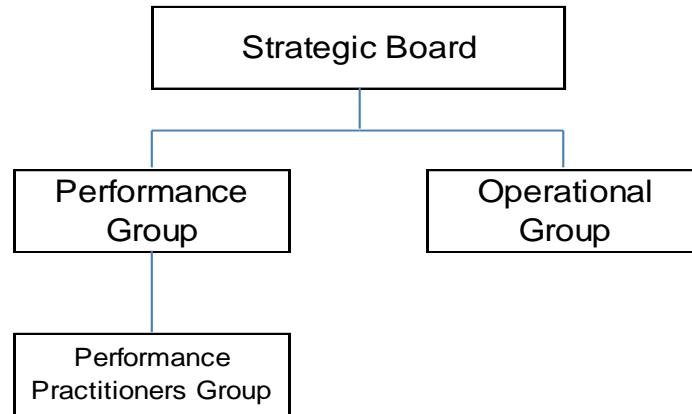 Strategic Board
Performance
Group
Operational
Group
Performance
Practitioners Group